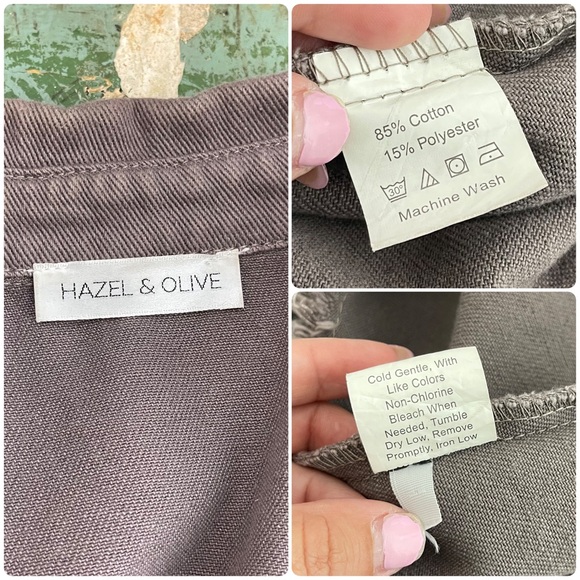 HAZEL & OLIVE
85% Cotton
15% Polyester
30°
Machine Wash
Cold Gentle, With
Like Colors
Non-Chlorine
Bleach When
Needed, Tumble
Dry Low, Remove
Promptly, Iron Low